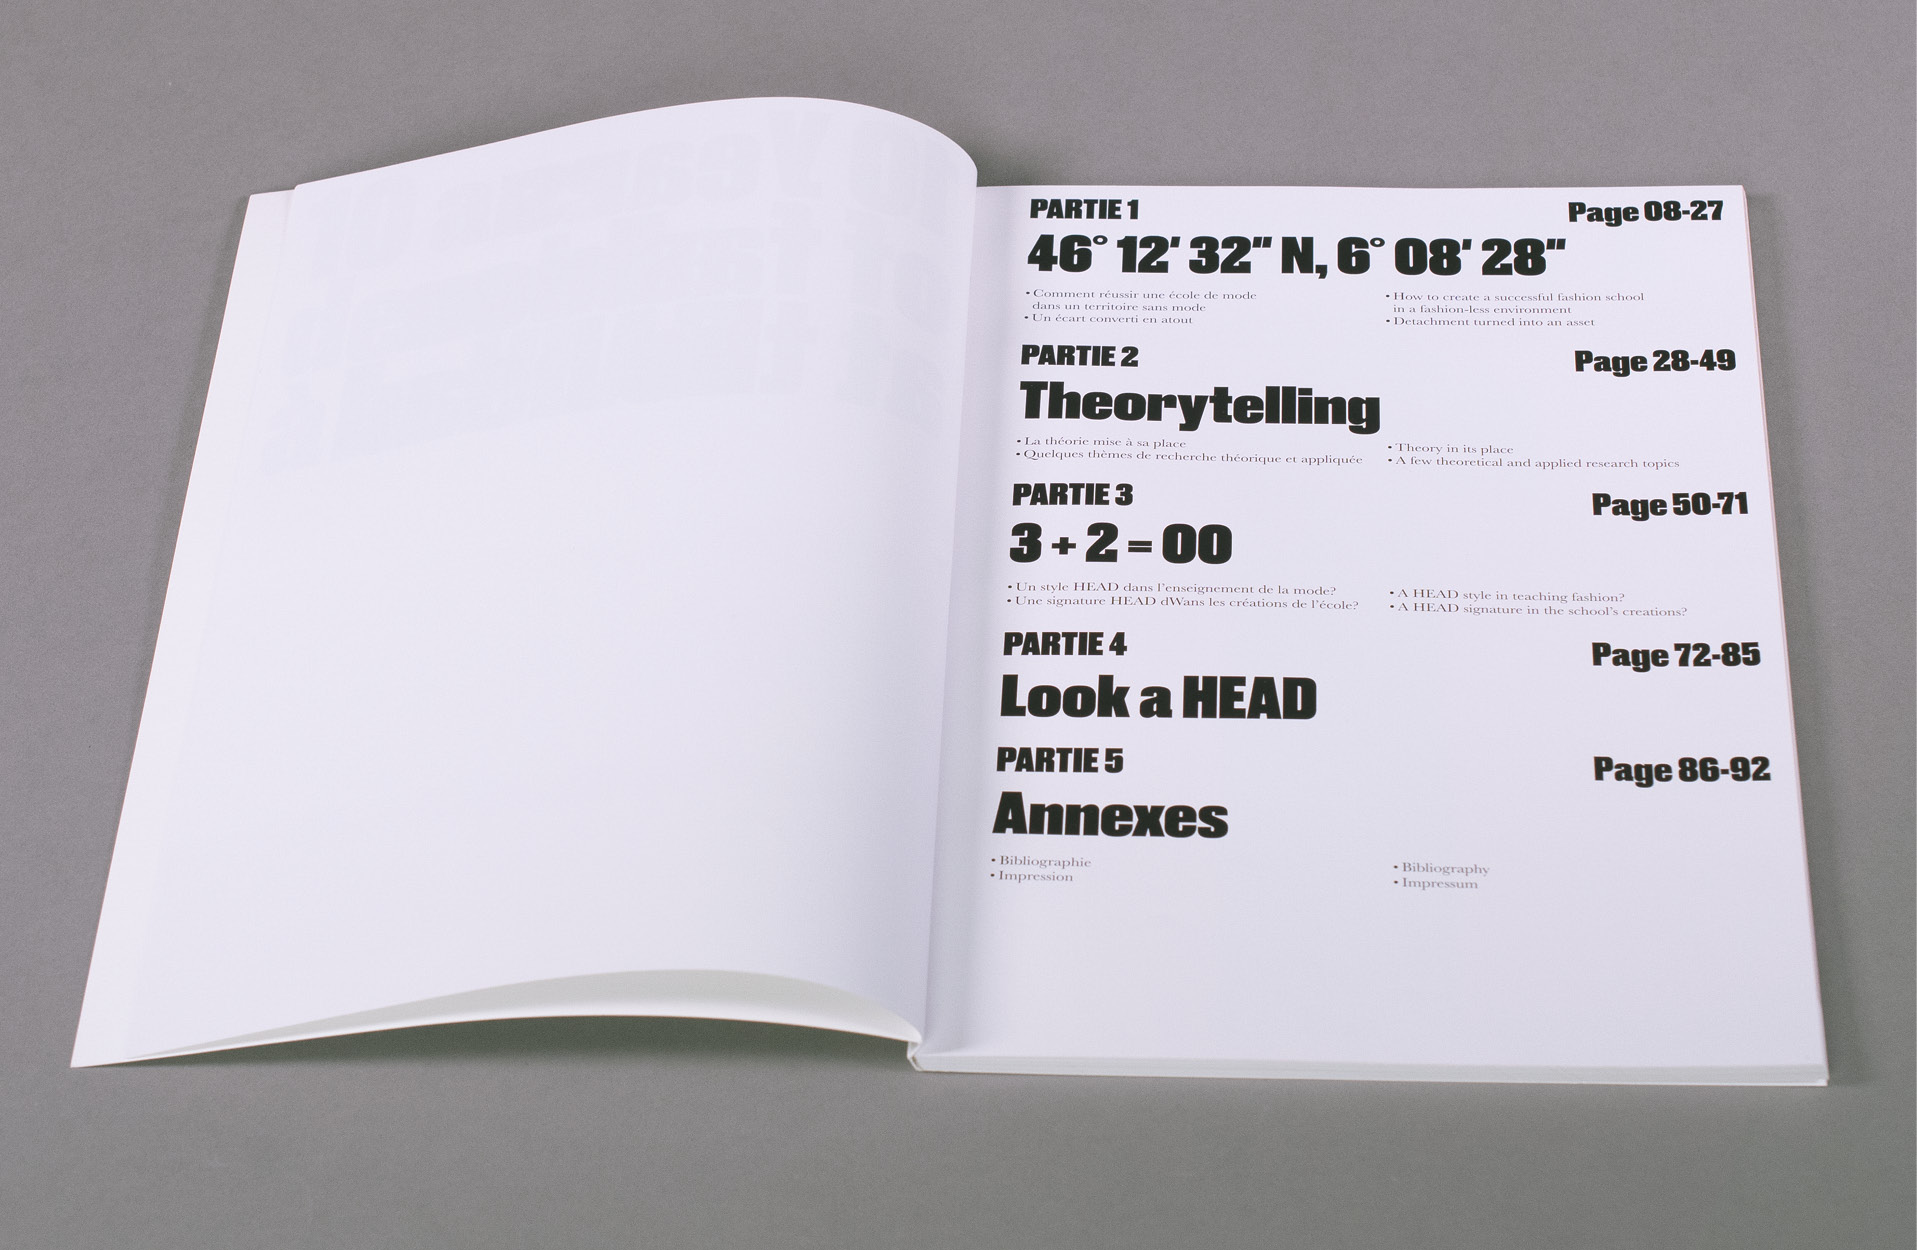 PARTIE 1
Page 08-27
46° 12' 32" N, 6° 08' 28"
• Comment réussir une école de mode
dans un territoire sans mode
• Un écart converti en atout
• How to create a successful fashion school
in a fashion-less environment
• Detachment turned into an asset
PARTIE 2
Page 28-49
Theorytelling
• La théorie mise à sa place
• Quelques thèmes de recherche théorique et appliquée
• Theory in its place
• A few theoretical and applied research topics
PARTIE 3
Page 50-71
3 + 2 = 00
• Un style HEAD dans l'enseignement de la mode?
• Une signature HEAD dWans les créations de l'école?
• A HEAD style in teaching fashion?
• A HEAD signature in the school's creations?
PARTIE 4
Page 72-85
Look a HEAD
PARTIE 5
Page 86-92
Annexes
• Bibliographie
• Impression
• Bibliography
• Impressum